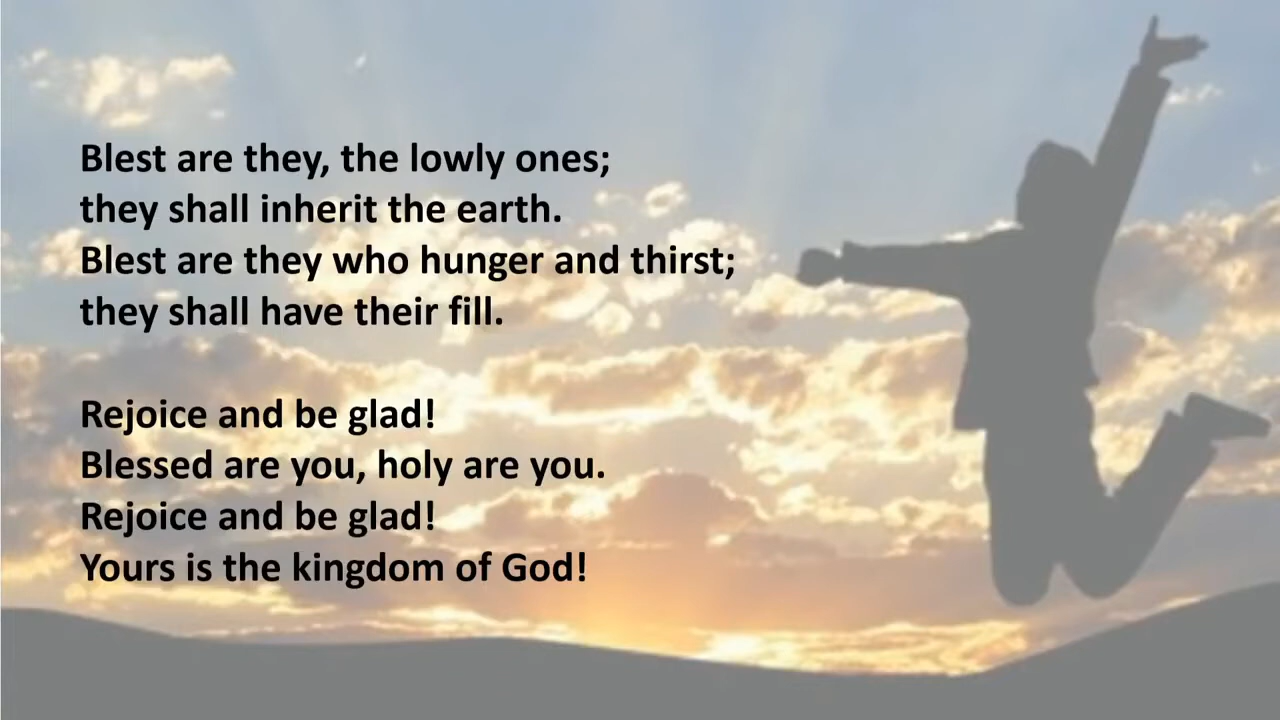 Blest are they, the lowly ones;
they shall inherit the earth.
Blest are they who hunger and thirst;
they shall have their fill.
Rejoice and be glad!
Blessed are you, holy are you.
Rejoice and be glad!
Yours is the kingdom of God!